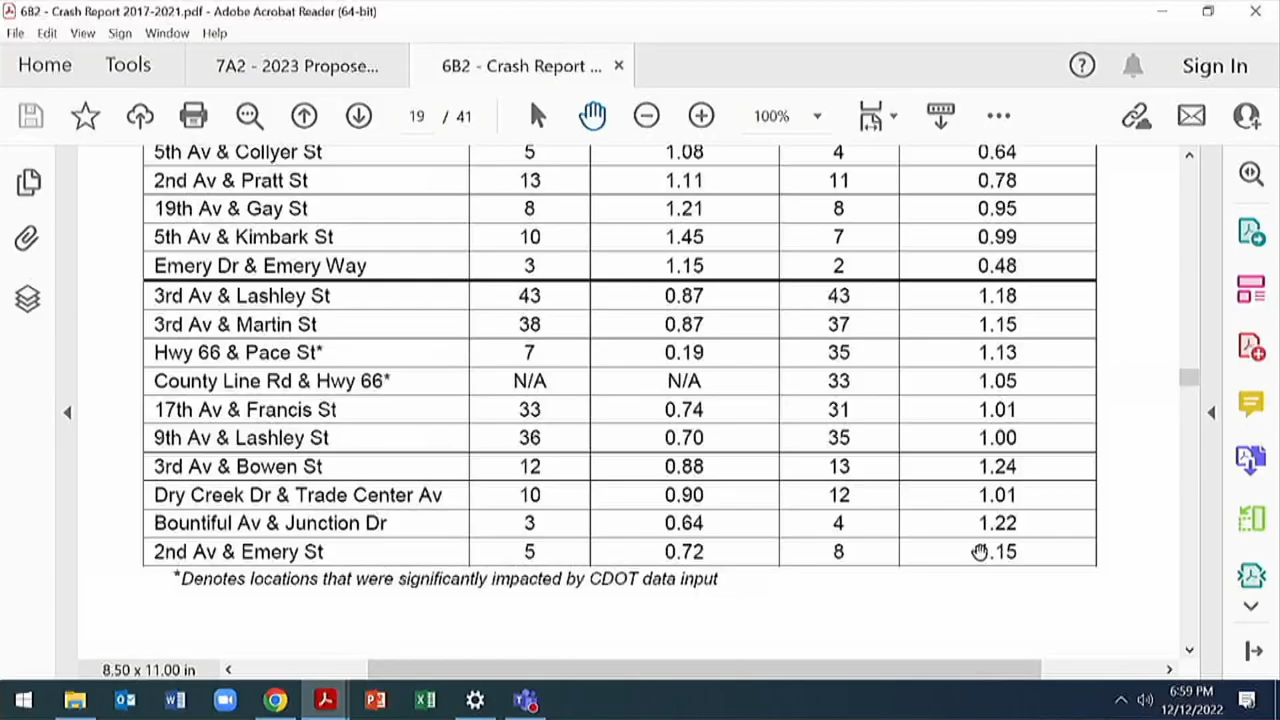 6B2 - Crash Report 2017-2021.pdf - Adobe Acrobat Reader (64-bit)
File Edit View Sign Window Help
Home Tools 7A2 - 2023 Propose... 6B2 - Crash Report ... × Sign In
19 / 41 100%
5th Av & Collyer St 5 1.08 4 0.64
2nd Av & Pratt St 13 1.11 11 0.78
19th Av & Gay St 8 1.21 8 0.95
5th Av & Kimbark St 10 1.45 7 0.99
Emery Dr & Emery Way 3 1.15 2 0.48
3rd Av & Lashley St 43 0.87 43 1.18
3rd Av & Martin St 38 0.87 37 1.15
Hwy 66 & Pace St* 7 0.19 35 1.13
County Line Rd & Hwy 66* N/A N/A 33 1.05
17th Av & Francis St 33 0.74 31 1.01
9th Av & Lashley St 36 0.70 35 1.00
3rd Av & Bowen St 12 0.88 13 1.24
Dry Creek Dr & Trade Center Av 10 0.90 12 1.01
Bountiful Av & Junction Dr 3 0.64 4 1.22
2nd Av & Emery St 5 0.72 8 .15
*Denotes locations that were significantly impacted by CDOT data input
8.50 x 11.00 in
6:59 PM
12/12/2022